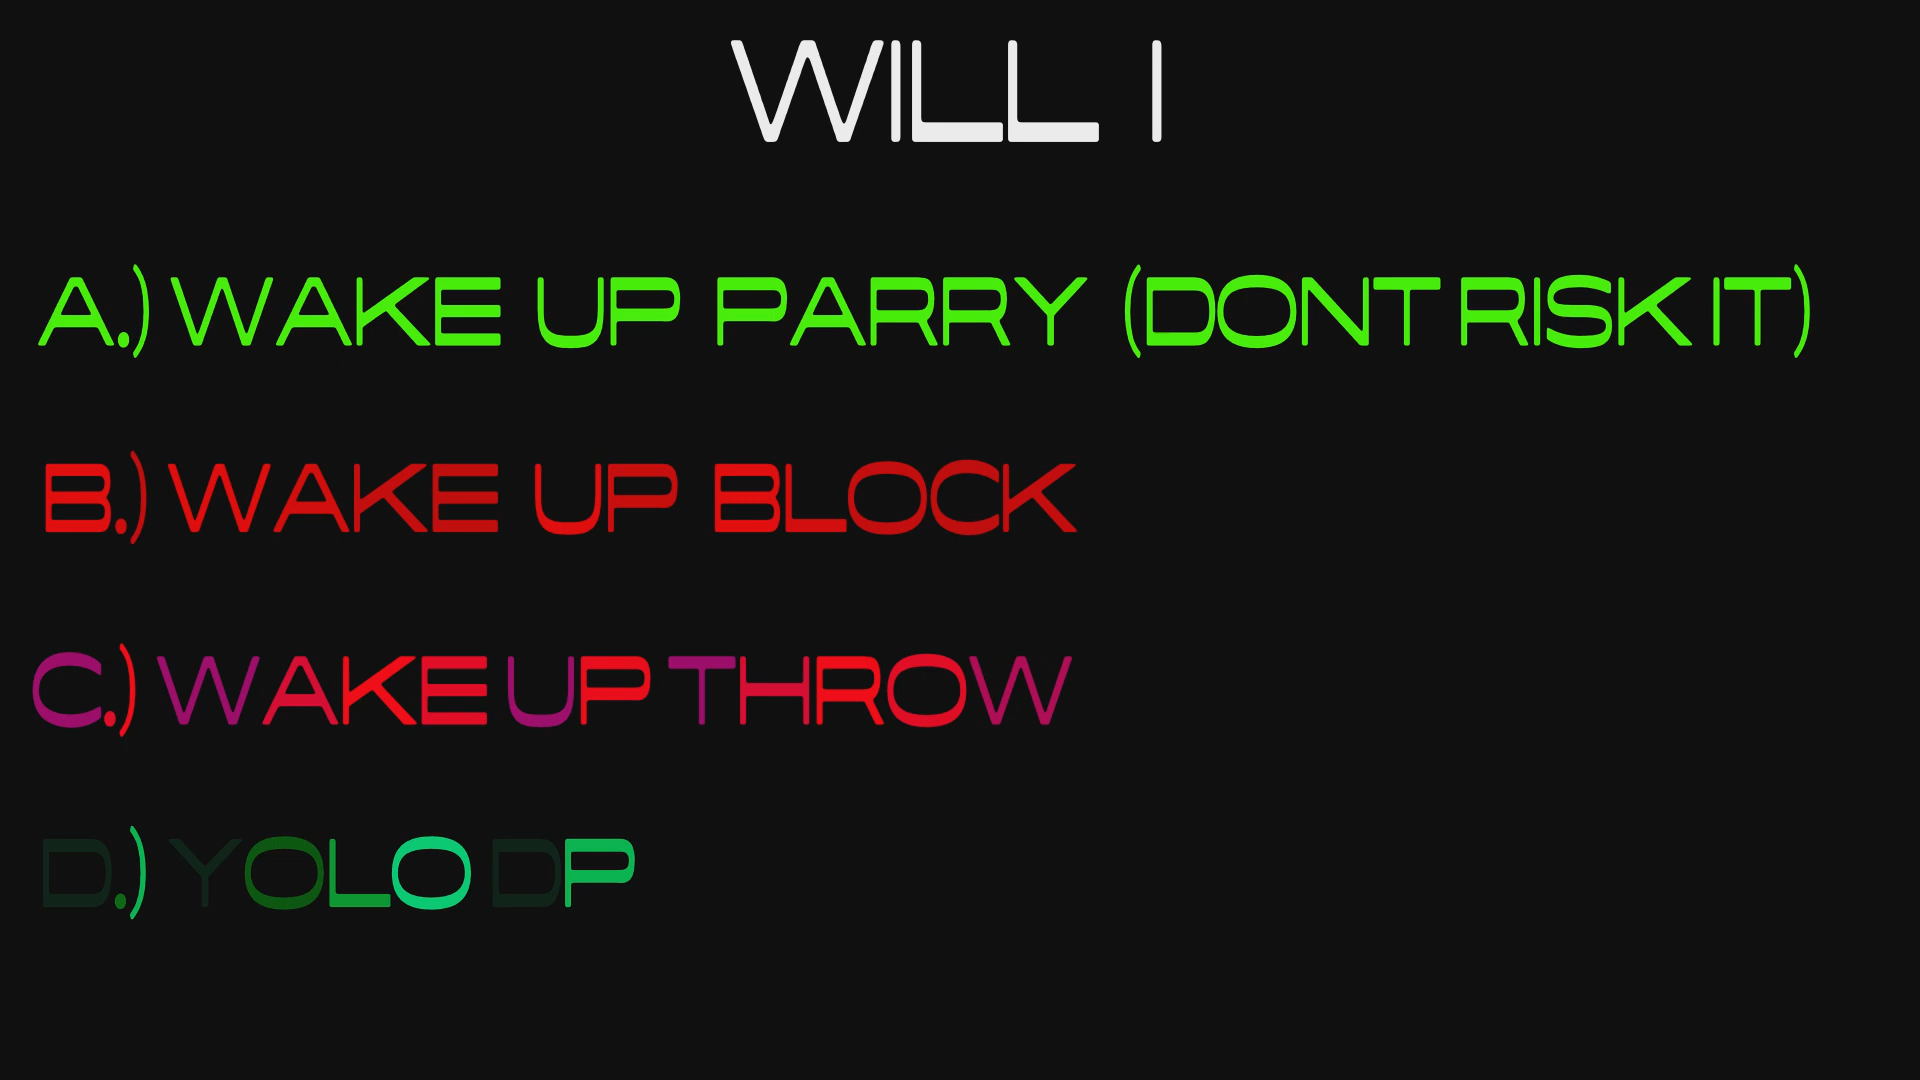 WILL I
A.) WAKE UP PARRY (DONT RISK IT)
B.) WAKE UP BLOCK
C.) WAKE UP THROW
D.) YOLO DP